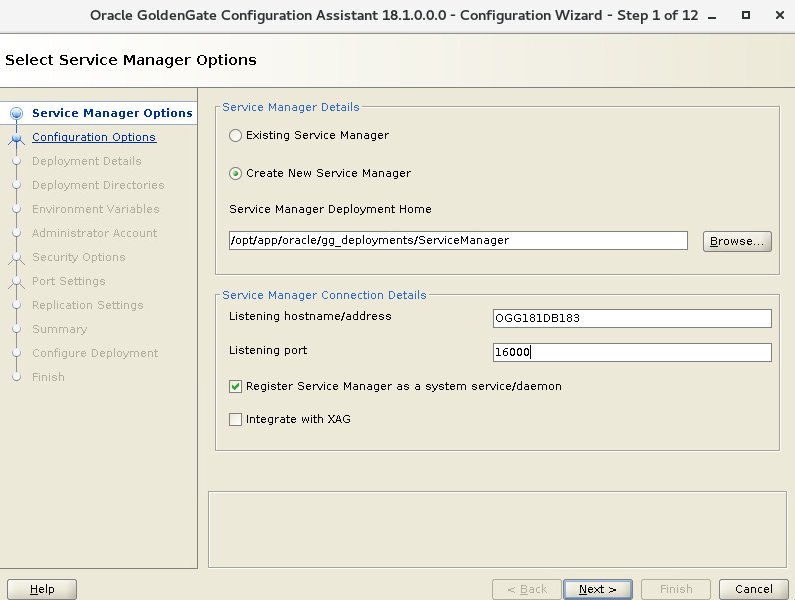 Oracle GoldenGate Configuration Assistant 18.1.0.0.0 - Configuration Wizard - Step 1 of 12
Select Service Manager Options
Service Manager Options
Configuration Options
Deployment Details
Deployment Directories
Environment Variables
Administrator Account
Security Options
Port Settings
Replication Settings
Summary
Configure Deployment
Finish
Service Manager Details
Existing Service Manager
Create New Service Manager
Service Manager Deployment Home
/opt/app/oracle/gg_deployments/ServiceManager
Browse...
Service Manager Connection Details
Listening hostname/address
OGG181DB183
Listening port
16000
Register Service Manager as a system service/daemon
Integrate with XAG
Help
< Back
Next >
Finish
Cancel